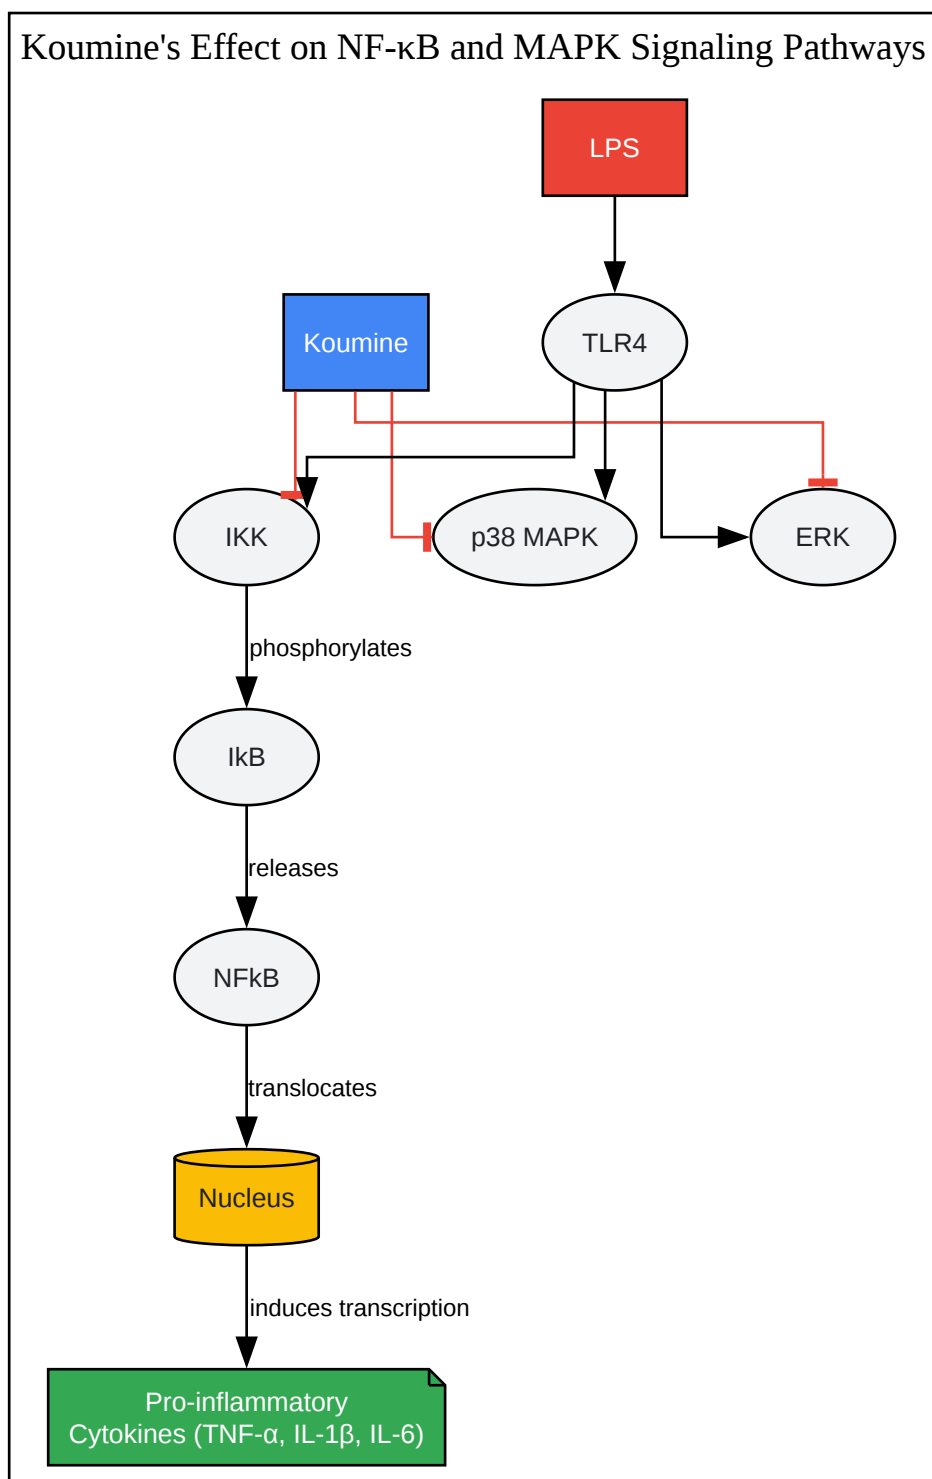 Koumine's Effect on NF-κB and MAPK Signaling Pathways
LPS
Koumine
TLR4
IKK
p38 MAPK
ERK
phosphorylates
IkB
releases
NFkB
translocates
Nucleus
induces transcription
Pro-inflammatory
Cytokines (TNF-α, IL-1β, IL-6)